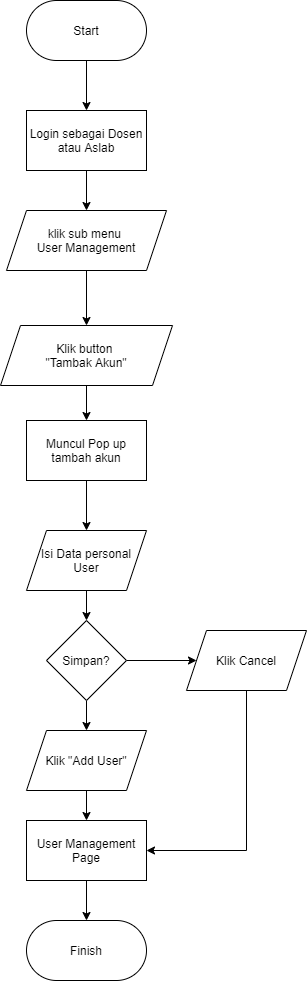 Start
Login sebagai Dosen
atau Aslab
klik sub menu
User Management
Klik button
"Tambak Akun"
Muncul Pop up
tambah akun
Isi Data personal
User
Simpan?
Klik Cancel
Klik "Add User"
User Management
Page
Finish